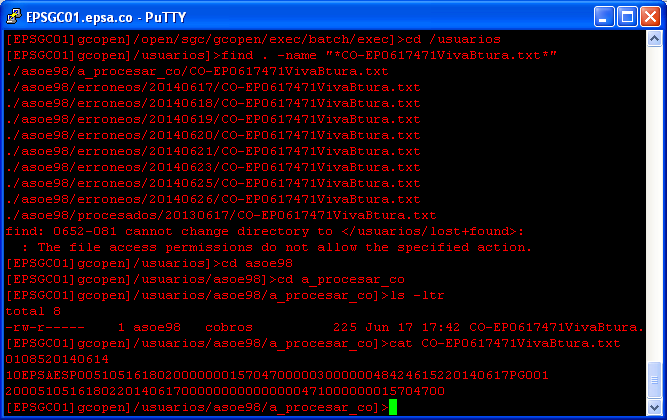 EPSGC01.epsa.co - PuTTY
[EPSGC01]gcopen]/open/sgc/gcopen/exec/batch/exec]>cd /usuarios
[EPSGC01]gcopen]/usuarios]>find . -name "*CO-EP0617471VivaBtura.txt*"
./asoe98/a_procesar_co/CO-EP0617471VivaBtura.txt
./asoe98/erroneos/20140617/CO-EP0617471VivaBtura.txt
./asoe98/erroneos/20140618/CO-EP0617471VivaBtura.txt
./asoe98/erroneos/20140619/CO-EP0617471VivaBtura.txt
./asoe98/erroneos/20140620/CO-EP0617471VivaBtura.txt
./asoe98/erroneos/20140621/CO-EP0617471VivaBtura.txt
./asoe98/erroneos/20140623/CO-EP0617471VivaBtura.txt
./asoe98/erroneos/20140625/CO-EP0617471VivaBtura.txt
./asoe98/erroneos/20140626/CO-EP0617471VivaBtura.txt
./asoe98/procesados/20130617/CO-EP0617471VivaBtura.txt
find: 0652-081 cannot change directory to </usuarios/lost+found>:
: The file access permissions do not allow the specified action.
[EPSGC01]gcopen]/usuarios]>cd asoe98
[EPSGC01]gcopen]/usuarios/asoe98]>cd a_procesar_co
[EPSGC01]gcopen]/usuarios/asoe98/a_procesar_co]>ls -ltr
total 8
-rw-r----- 1 asoe98 cobros 225 Jun 17 17:42 CO-EP0617471VivaBtura.
[EPSGC01]gcopen]/usuarios/asoe98/a_procesar_co]>cat CO-EP0617471VivaBtura.txt
0108520140614
10EPSAESP00510516180200000001570470000030000004842461522014 0617PG001
20005105161802201406170000000000000004710000000015704700
[EPSGC01]gcopen]/usuarios/asoe98/a_procesar_co]>